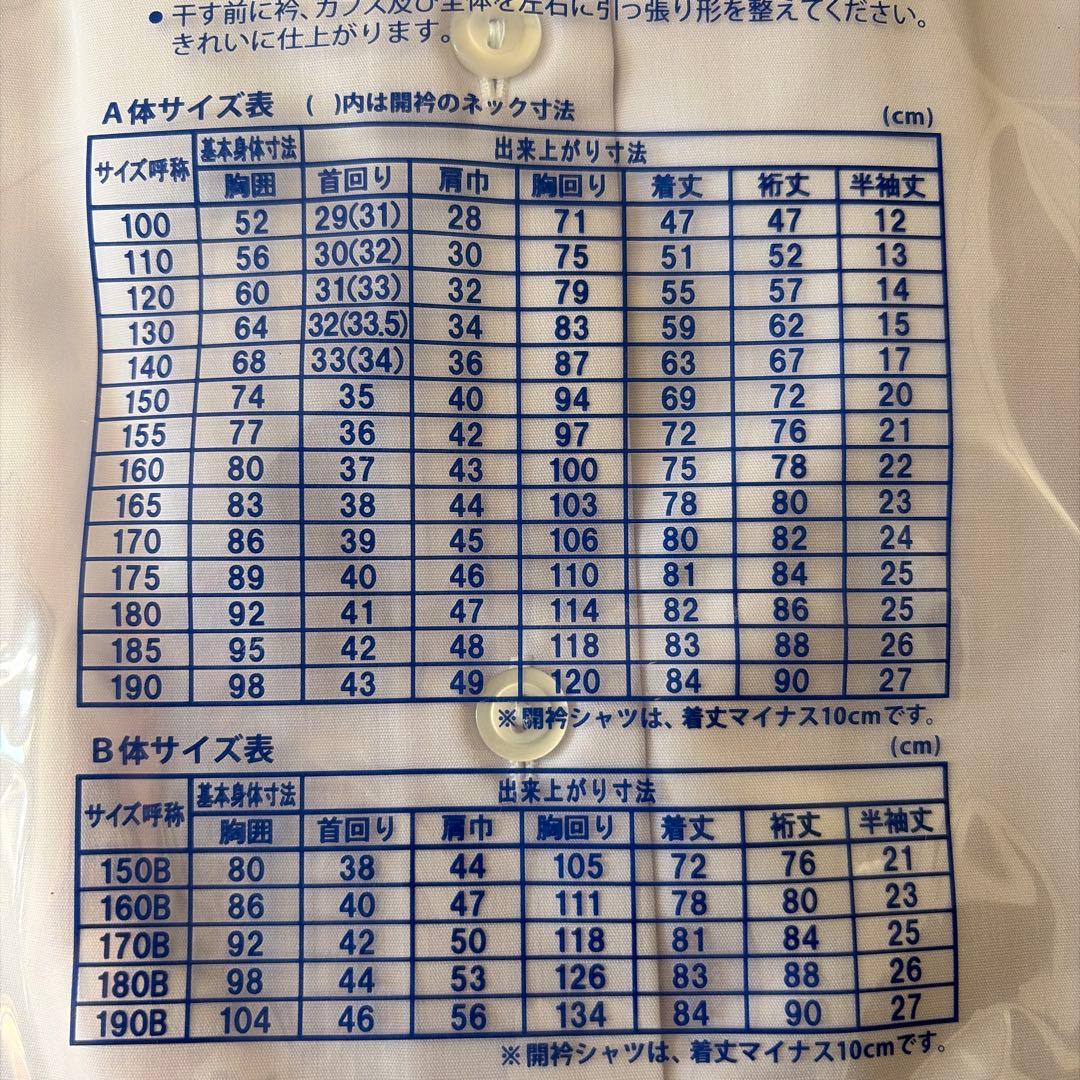 ● 干す前に衿、カフス及び全体を左右に引っ張り形を整えてください。
きれいに仕上がります。
A体サイズ表 ( )内は開衿のネック寸法 (cm)
サイズ呼称 基本身体寸法 出来上がり寸法
胸囲 首回り 肩巾 胸回り 着丈 裄丈 半袖丈
100 52 29(31) 28 71 47 47 12
110 56 30(32) 30 75 51 52 13
120 60 31(33) 32 79 55 57 14
130 64 32(33.5) 34 83 59 62 15
140 68 33(34) 36 87 63 67 17
150 74 35 40 94 69 72 20
155 77 36 42 97 72 76 21
160 80 37 43 100 75 78 22
165 83 38 44 103 78 80 23
170 86 39 45 106 80 82 24
175 89 40 46 110 81 84 25
180 92 41 47 114 82 86 25
185 95 42 48 118 83 88 26
190 98 43 49 120 84 90 27
※開衿シャツは、着丈マイナス10cmです。
B体サイズ表 (cm)
サイズ呼称 基本身体寸法 出来上がり寸法
胸囲 首回り 肩巾 胸回り 着丈 裄丈 半袖丈
150B 80 38 44 105 72 76 21
160B 86 40 47 111 78 80 23
170B 92 42 50 118 81 84 25
180B 98 44 53 126 83 88 26
190B 104 46 56 134 84 90 27
※開衿シャツは、着丈マイナス10cmです。